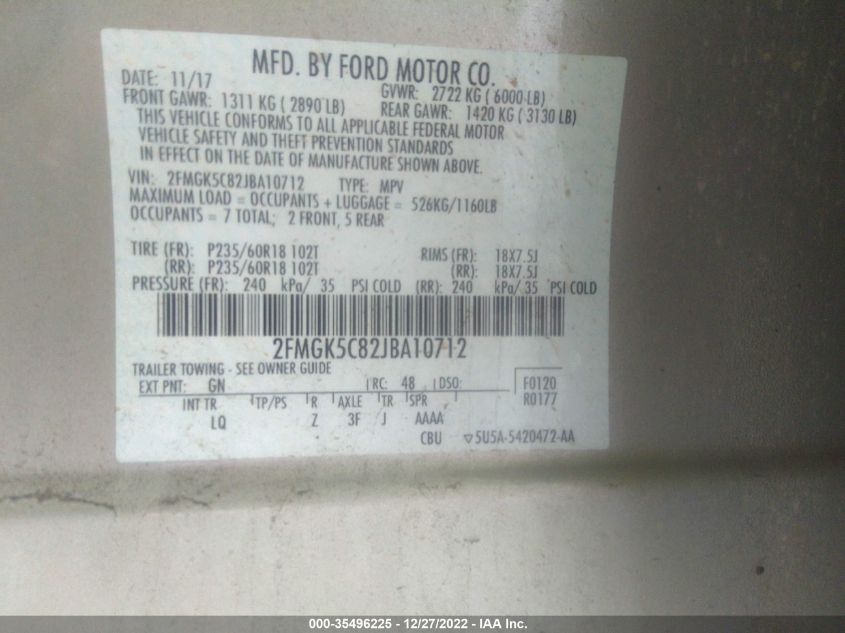 MFD. BY FORD MOTOR CO.
DATE: 11/17 GVWR: 2722 KG ( 6000 LB)
FRONT GAWR: 1311 KG ( 2890 LB) REAR GAWR: 1420 KG ( 3130 LB)
THIS VEHICLE CONFORMS TO ALL APPLICABLE FEDERAL MOTOR
VEHICLE SAFETY AND THEFT PREVENTION STANDARDS
IN EFFECT ON THE DATE OF MANUFACTURE SHOWN ABOVE.
VIN: 2FMGK5C82JBA10712 TYPE: MPV
MAXIMUM LOAD = OCCUPANTS + LUGGAGE = 526KG/1160LB
OCCUPANTS = 7 TOTAL; 2 FRONT, 5 REAR
TIRE (FR): P235/60R18 102T RIMS (FR): 18X7.5J
(RR): P235/60R18 102T (RR): 18X7.5J
PRESSURE (FR): 240 kPa/ 35 PSI COLD (RR): 240 kPa/ 35 PSI COLD
2FMGK5C82JBA10712
TRAILER TOWING - SEE OWNER GUIDE
EXT PNT: GN RC: 48 DSO: F0120
R0177
INT TR TP/PS R AXLE TR SPR
LQ Z 3F J AAAA
CBU ▽5U5A-5420472-AA
000-35496225 - 12/27/2022 - IAA Inc.